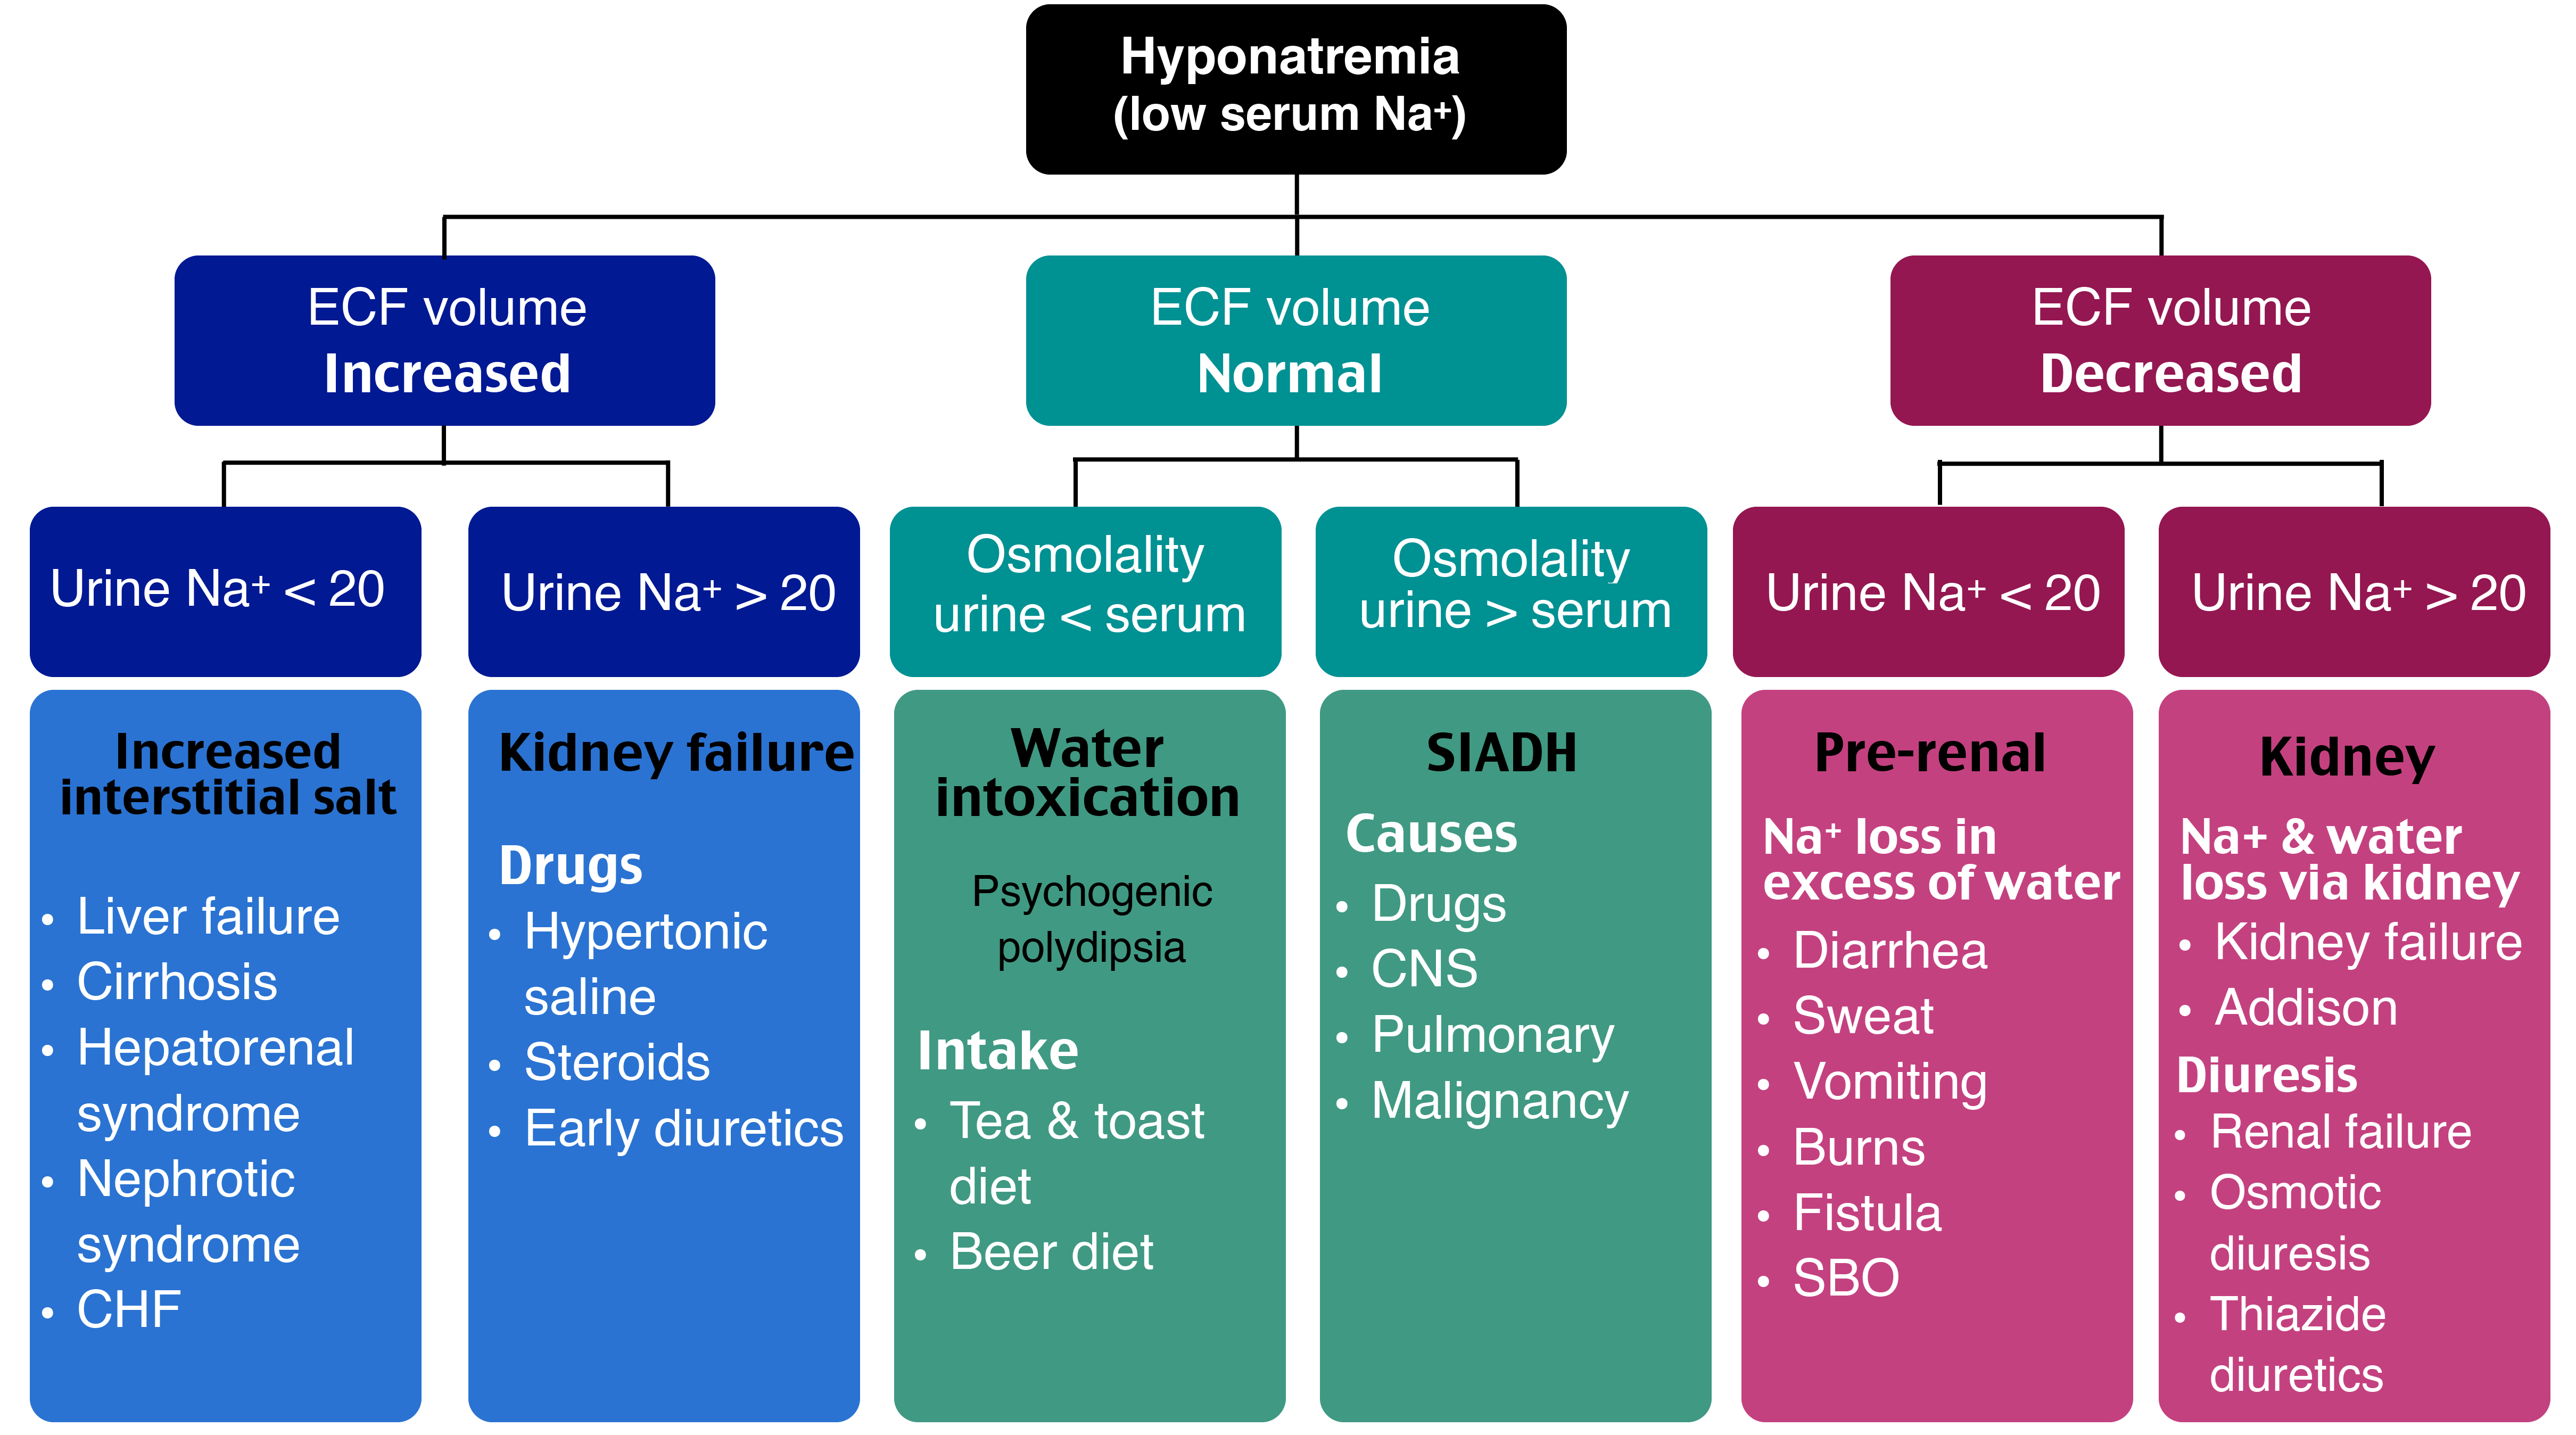 Hyponatremia
(low serum Na⁺)
ECF volume
Increased
ECF volume
Normal
ECF volume
Decreased
Urine Na⁺ < 20
Urine Na⁺ > 20
Osmolality
urine < serum
Osmolality
urine > serum
Urine Na⁺ < 20
Urine Na⁺ > 20
Increased
interstitial salt
• Liver failure
• Cirrhosis
• Hepatorenal
syndrome
• Nephrotic
syndrome
• CHF
Kidney failure
Drugs
• Hypertonic
saline
• Steroids
• Early diuretics
Water
intoxication
Psychogenic
polydipsia
Intake
• Tea & toast
diet
• Beer diet
SIADH
Causes
• Drugs
• CNS
• Pulmonary
• Malignancy
Pre-renal
Na⁺ loss in
excess of water
• Diarrhea
• Sweat
• Vomiting
• Burns
• Fistula
• SBO
Kidney
Na+ & water
loss via kidney
• Kidney failure
• Addison
Diuresis
• Renal failure
• Osmotic
diuresis
• Thiazide
diuretics